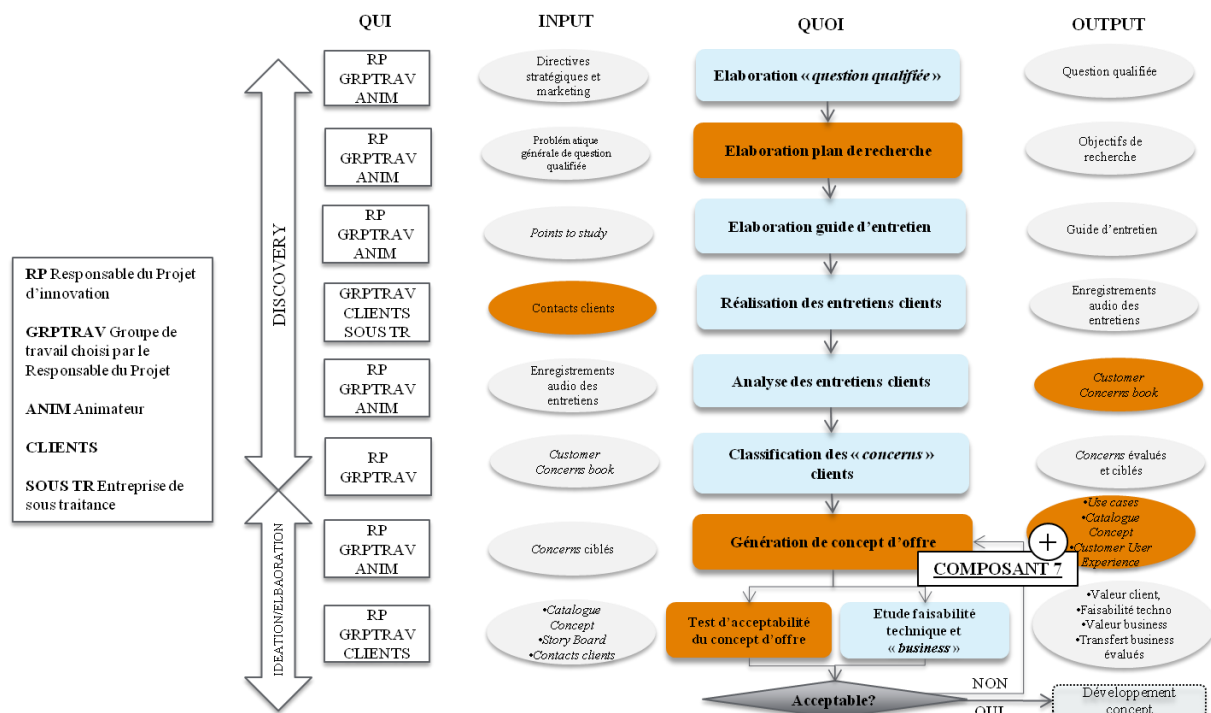 QUI
INPUT
QUOI
OUTPUT
RP
GRPTRAV
ANIM
Directives
stratégiques et
marketing
Elaboration « question qualifiée »
Question qualifiée
RP
GRPTRAV
ANIM
Problématique
générale de question
qualifiée
Elaboration plan de recherche
Objectifs de
recherche
RP
GRPTRAV
ANIM
Points to study
Elaboration guide d'entretien
Guide d'entretien
GRPTRAV
CLIENTS
SOUS TR
Contacts clients
Réalisation des entretiens clients
Enregistrements
audio des
entretiens
RP
GRPTRAV
ANIM
Enregistrements
audio des
entretiens
Analyse des entretiens clients
Customer
Concerns book
RP
GRPTRAV
Customer
Concerns book
Classification des « concerns »
clients
Concerns évalués
et ciblés
RP
GRPTRAV
ANIM
Concerns ciblés
Génération de concept d'offre
•Use cases
•Catalogue
Concept
•Customer User
Experience
+
COMPOSANT 7
RP
GRPTRAV
CLIENTS
•Catalogue
Concept
•Story Board
•Contacts clients
Test d'acceptabilité
du concept d'offre
Etude faisabilité
technique et
« business »
•Valeur client,
•Faisabilité techno
•Valeur business
•Transfert business
évalués
Acceptable?
NON
OUI
Développement
concept
DISCOVERY
IDEATION/ELBAORATION
RP Responsable du Projet
d'innovation
GRPTRAV Groupe de
travail choisi par le
Responsable du Projet
ANIM Animateur
CLIENTS
SOUS TR Entreprise de
sous traitance